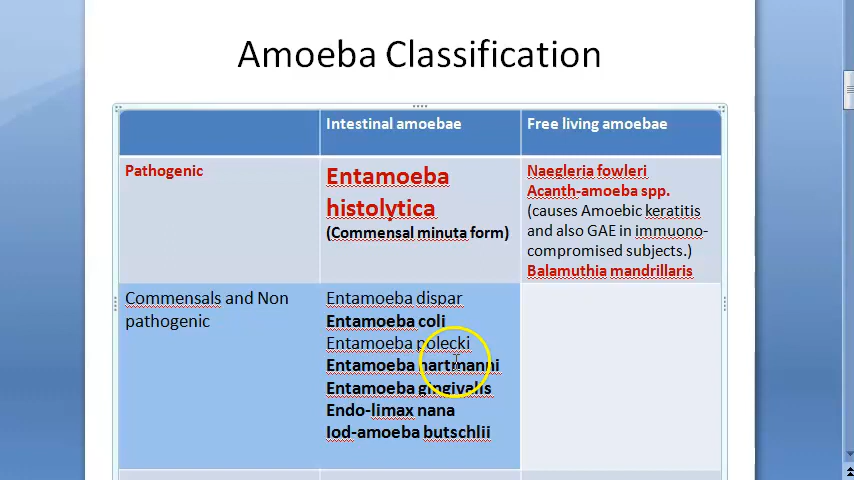 Amoeba Classification
Intestinal amoebae
Free living amoebae
Pathogenic
Entamoeba
histolytica
(Commensal minuta form)
Naegleria fowleri
Acanth-amoeba spp.
(causes Amoebic keratitis
and also GAE in immuono-
compromised subjects.)
Balamuthia mandrillaris
Commensals and Non
pathogenic
Entamoeba dispar
Entamoeba coli
Entamoeba polecki
Entamoeba hartmanni
Entamoeba gingivalis
Endo-limax nana
Iod-amoeba butschlii